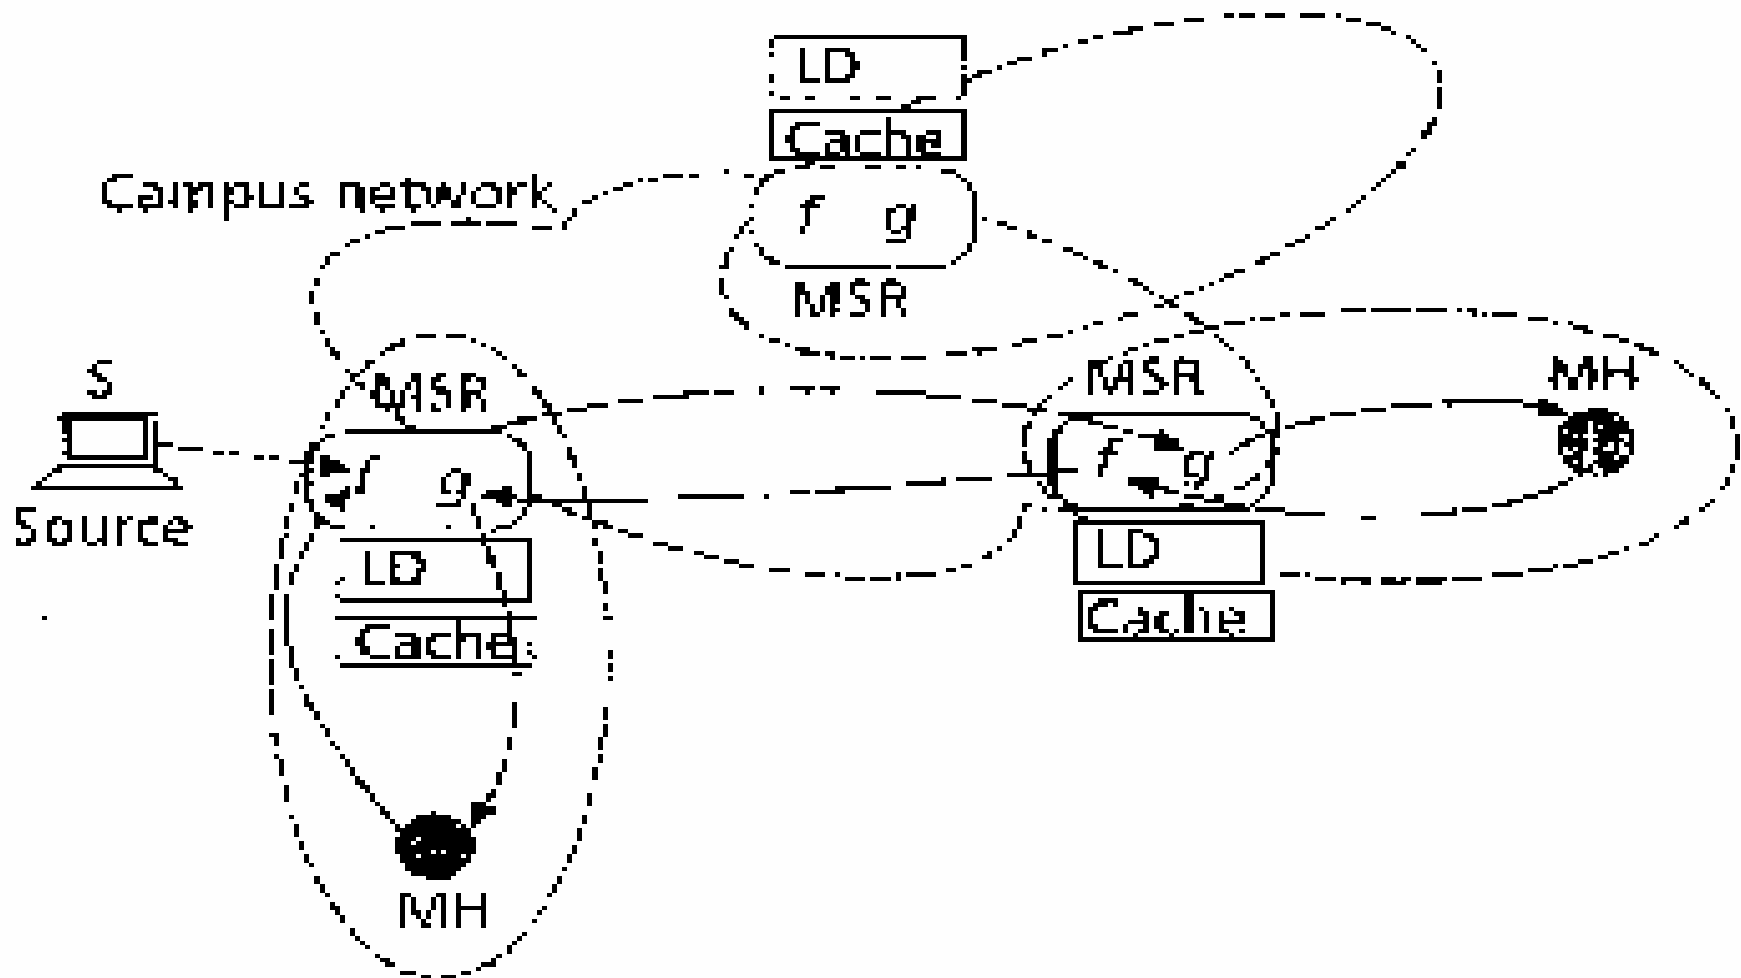 LD
Cache
Campus network
f g
MSR
S
MSR
MSR
MH
f g
f g
Source
LD
LD
Cache
Cache
MH